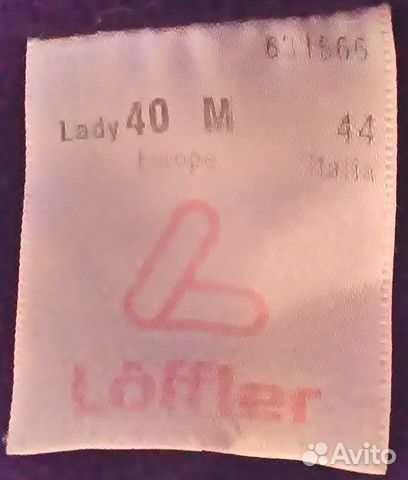 631566
Lady 40 M 44
Europe Italia
Löffler
Avito